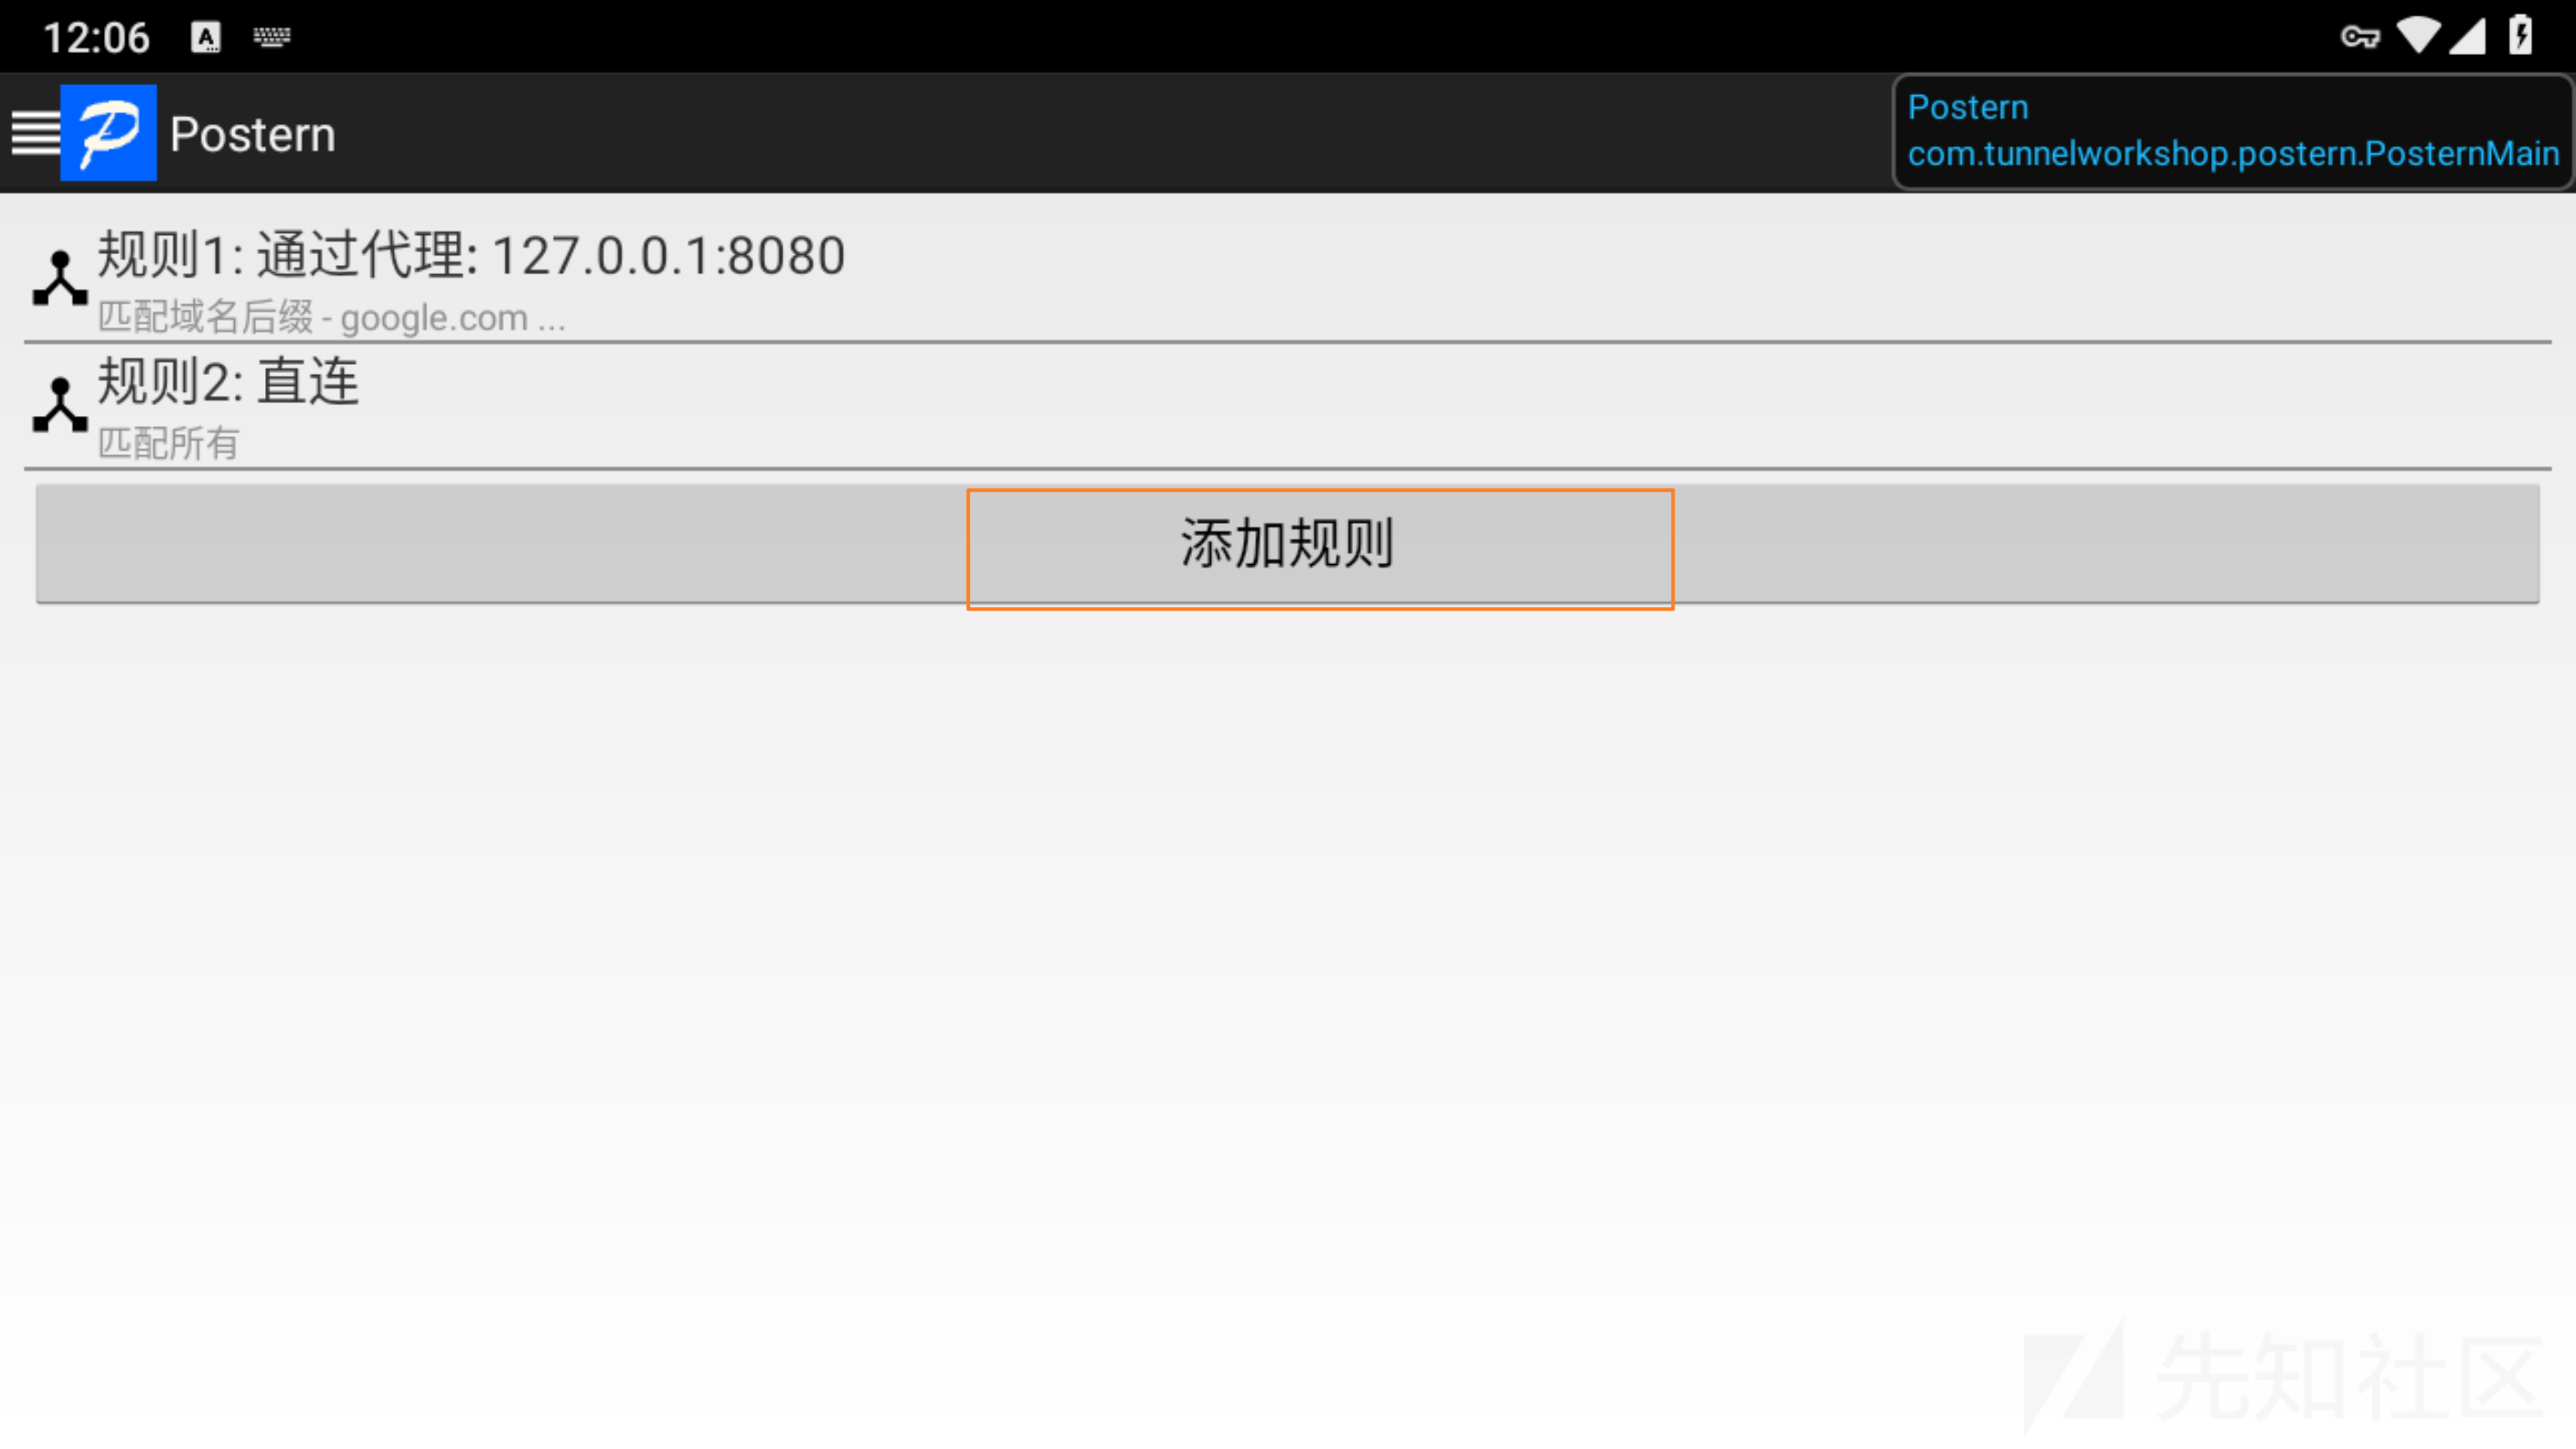 12:06
Postern
Postern
com.tunnelworkshop.postern.PosternMain
规则1: 通过代理: 127.0.0.1:8080
匹配域名后缀 - google.com ...
规则2: 直连
匹配所有
添加规则
先知社区